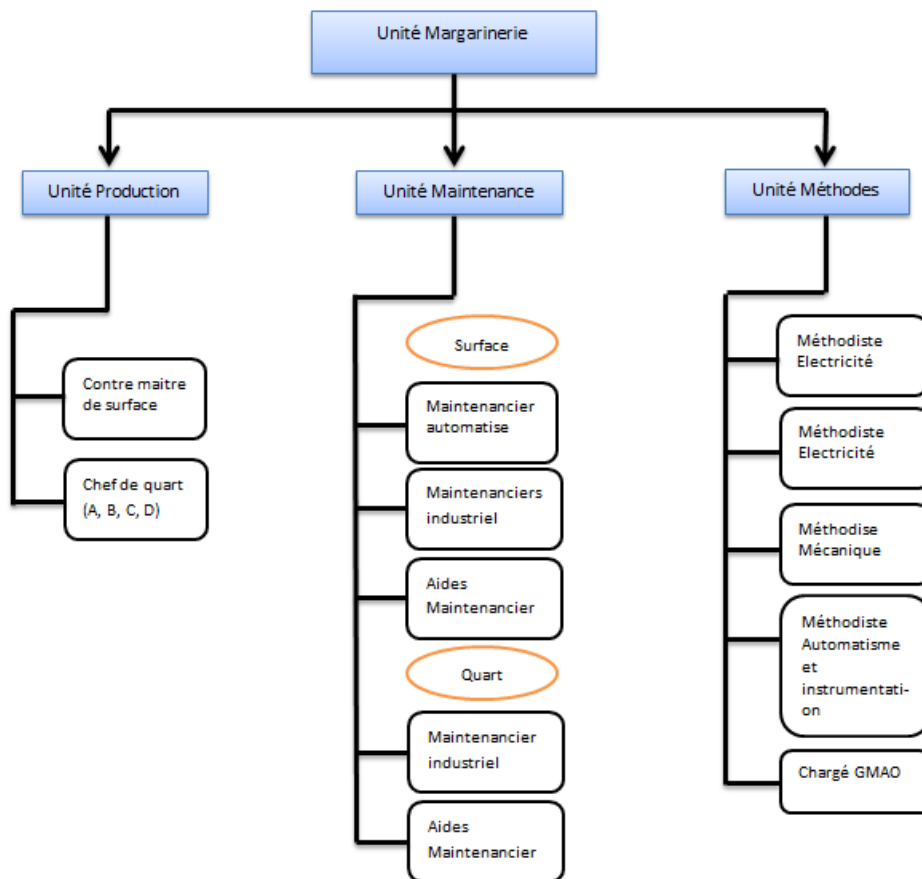 Unité Margarinerie
Unité Production
Unité Maintenance
Unité Méthodes
Contre maitre
de surface
Chef de quart
(A, B, C, D)
Surface
Maintenancier
automatise
Maintenanciers
industriel
Aides
Maintenancier
Quart
Maintenancier
industriel
Aides
Maintenancier
Méthodiste
Electricité
Méthodiste
Electricité
Méthodise
Mécanique
Méthodiste
Automatisme
et
instrumentati-
on
Chargé GMAO